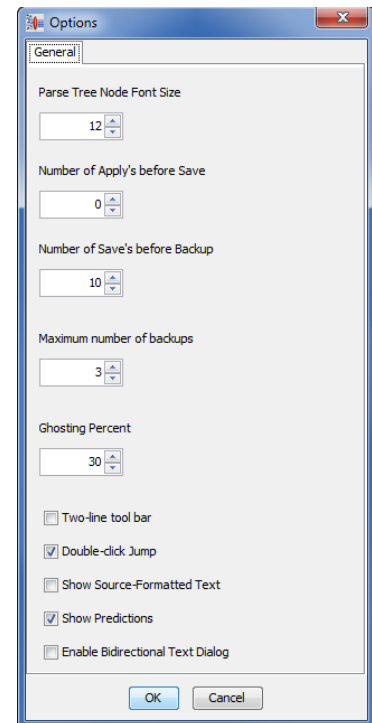 Options
General
Parse Tree Node Font Size
12
Number of Apply's before Save
0
Number of Save's before Backup
10
Maximum number of backups
3
Ghosting Percent
30
Two-line tool bar
Double-click Jump
Show Source-Formatted Text
Show Predictions
Enable Bidirectional Text Dialog
OK Cancel